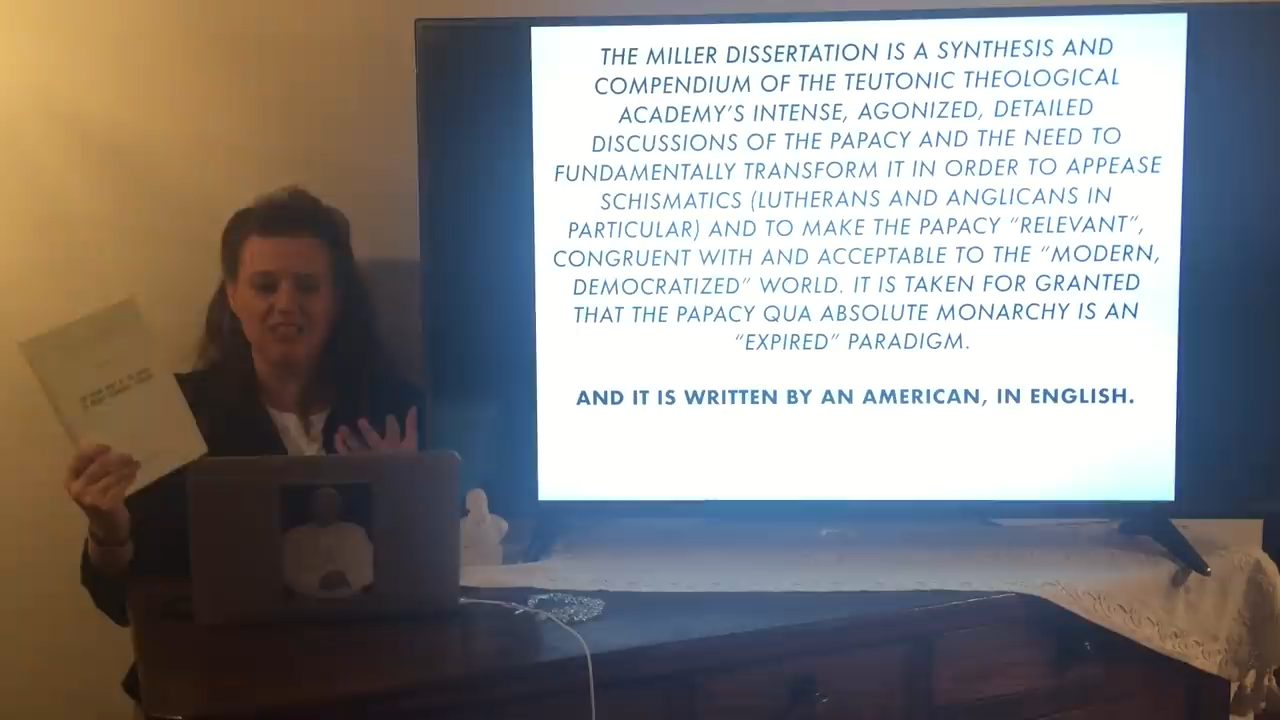 THE MILLER DISSERTATION IS A SYNTHESIS AND
COMPENDIUM OF THE TEUTONIC THEOLOGICAL
ACADEMY'S INTENSE, AGONIZED, DETAILED
DISCUSSIONS OF THE PAPACY AND THE NEED TO
FUNDAMENTALLY TRANSFORM IT IN ORDER TO APPEASE
SCHISMATICS (LUTHERANS AND ANGLICANS IN
PARTICULAR) AND TO MAKE THE PAPACY “RELEVANT”,
CONGRUENT WITH AND ACCEPTABLE TO THE “MODERN,
DEMOCRATIZED” WORLD. IT IS TAKEN FOR GRANTED
THAT THE PAPACY QUA ABSOLUTE MONARCHY IS AN
“EXPIRED” PARADIGM.
AND IT IS WRITTEN BY AN AMERICAN, IN ENGLISH.